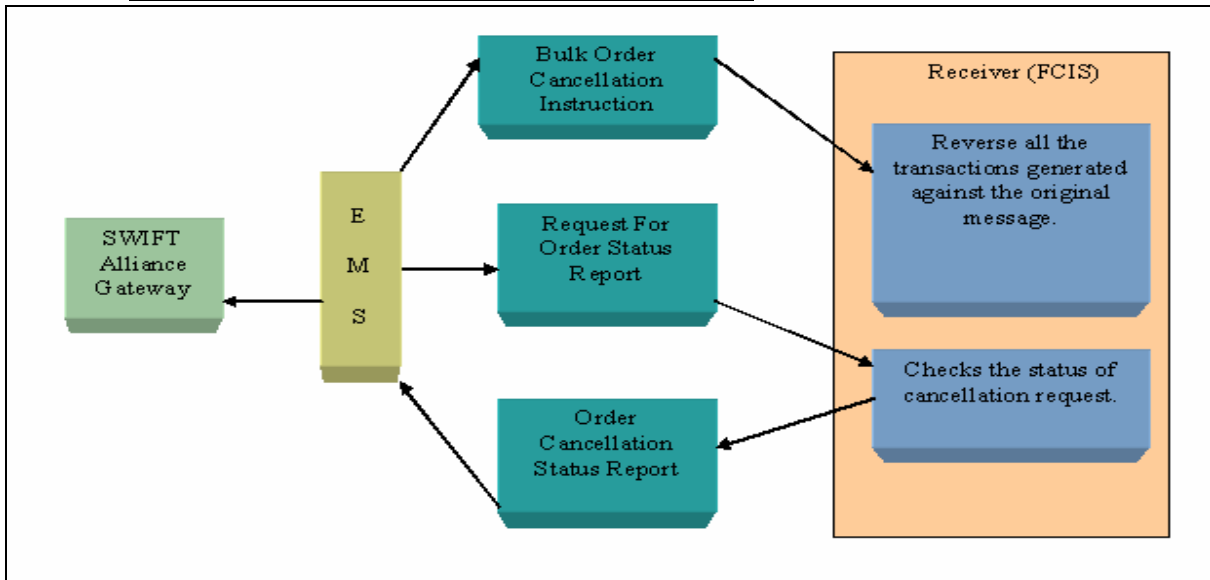 SWIFT
Alliance
Gateway
E
M
S
Bulk Order
Cancellation
Instruction
Request For
Order Status
Report
Order
Cancellation
Status Report
Receiver (FCIS)
Reverse all the
transactions generated
against the original
message.
Checks the status of
cancellation request.